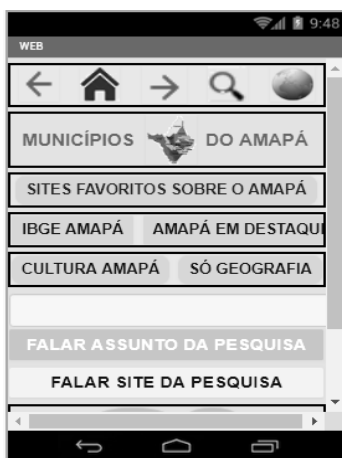 9:48
WEB
MUNICÍPIOS DO AMAPÁ
SITES FAVORITOS SOBRE O AMAPÁ
IBGE AMAPÁ AMAPÁ EM DESTAQU
CULTURA AMAPÁ SÓ GEOGRAFIA
FALAR ASSUNTO DA PESQUISA
FALAR SITE DA PESQUISA